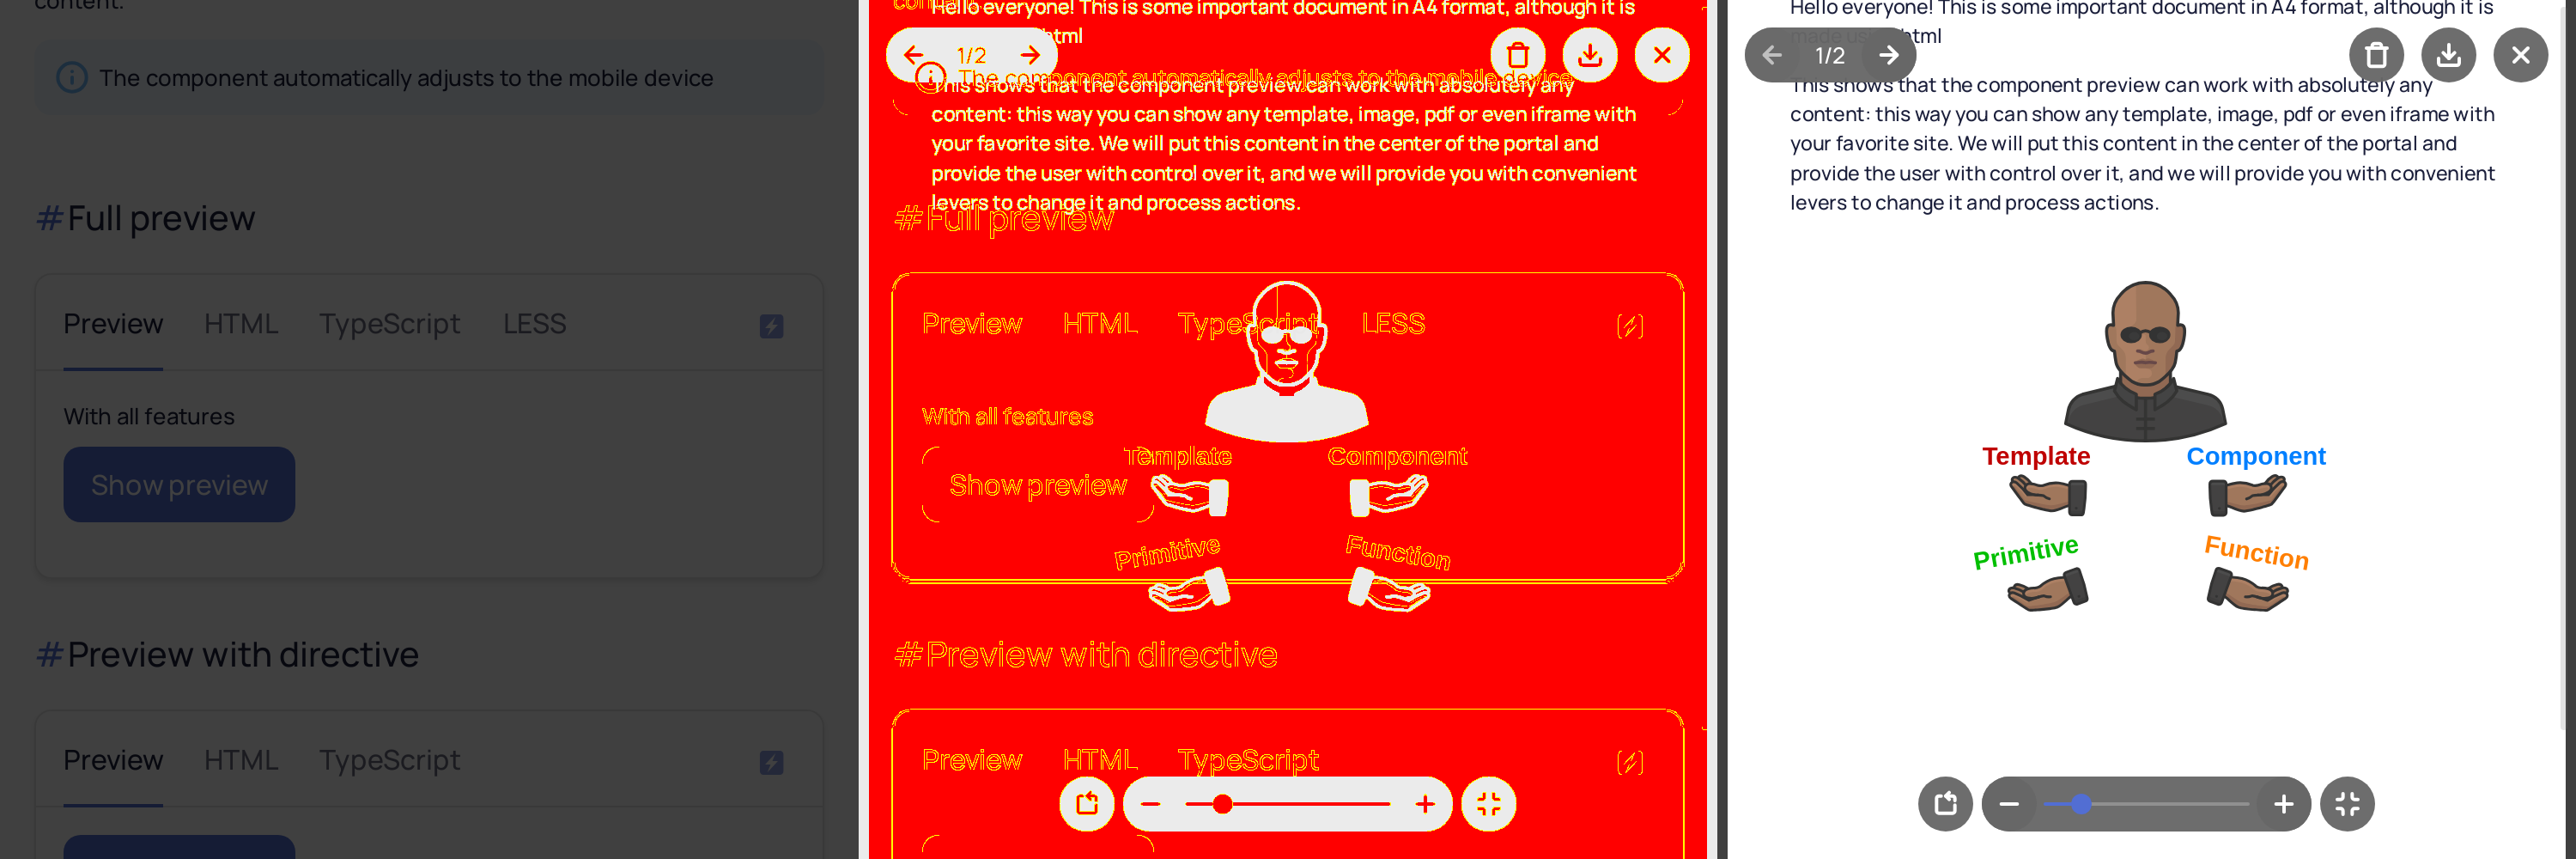 content.
The component automatically adjusts to the mobile device
#Full preview
Preview HTML TypeScript LESS
With all features
Show preview
#Preview with directive
Preview HTML TypeScript
Hello everyone! This is some important document in A4 format, although it is
html
1/2
The component automatically adjusts to the mobile device
This shows that the component preview can work with absolutely any
content: this way you can show any template, image, pdf or even iframe with
your favorite site. We will put this content in the center of the portal and
provide the user with control over it, and we will provide you with convenient
levers to change it and process actions.
#Full preview
Preview HTML TypeScript LESS
With all features
Template Component
Show preview
Primitive Function
#Preview with directive
Preview HTML TypeScript
Hello everyone! This is some important document in A4 format, although it is
made html
1/2
This shows that the component preview can work with absolutely any
content: this way you can show any template, image, pdf or even iframe with
your favorite site. We will put this content in the center of the portal and
provide the user with control over it, and we will provide you with convenient
levers to change it and process actions.
Template Component
Primitive Function